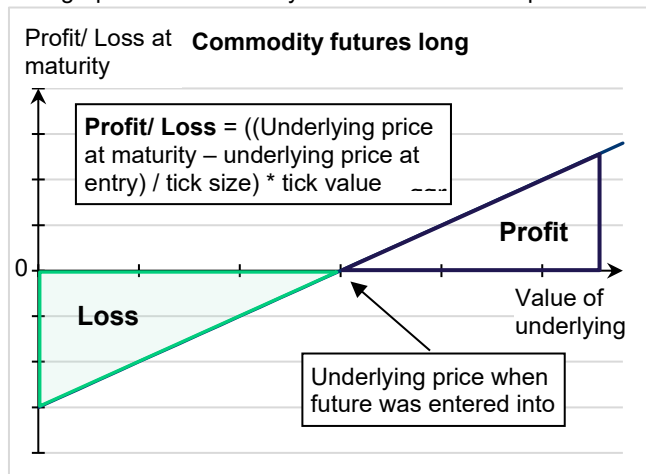 Profit/ Loss at
maturity
Commodity futures long
Profit/ Loss = ((Underlying price
at maturity – underlying price at
entry) / tick size) * tick value
Profit
0
Value of
underlying
Loss
Underlying price when
future was entered into